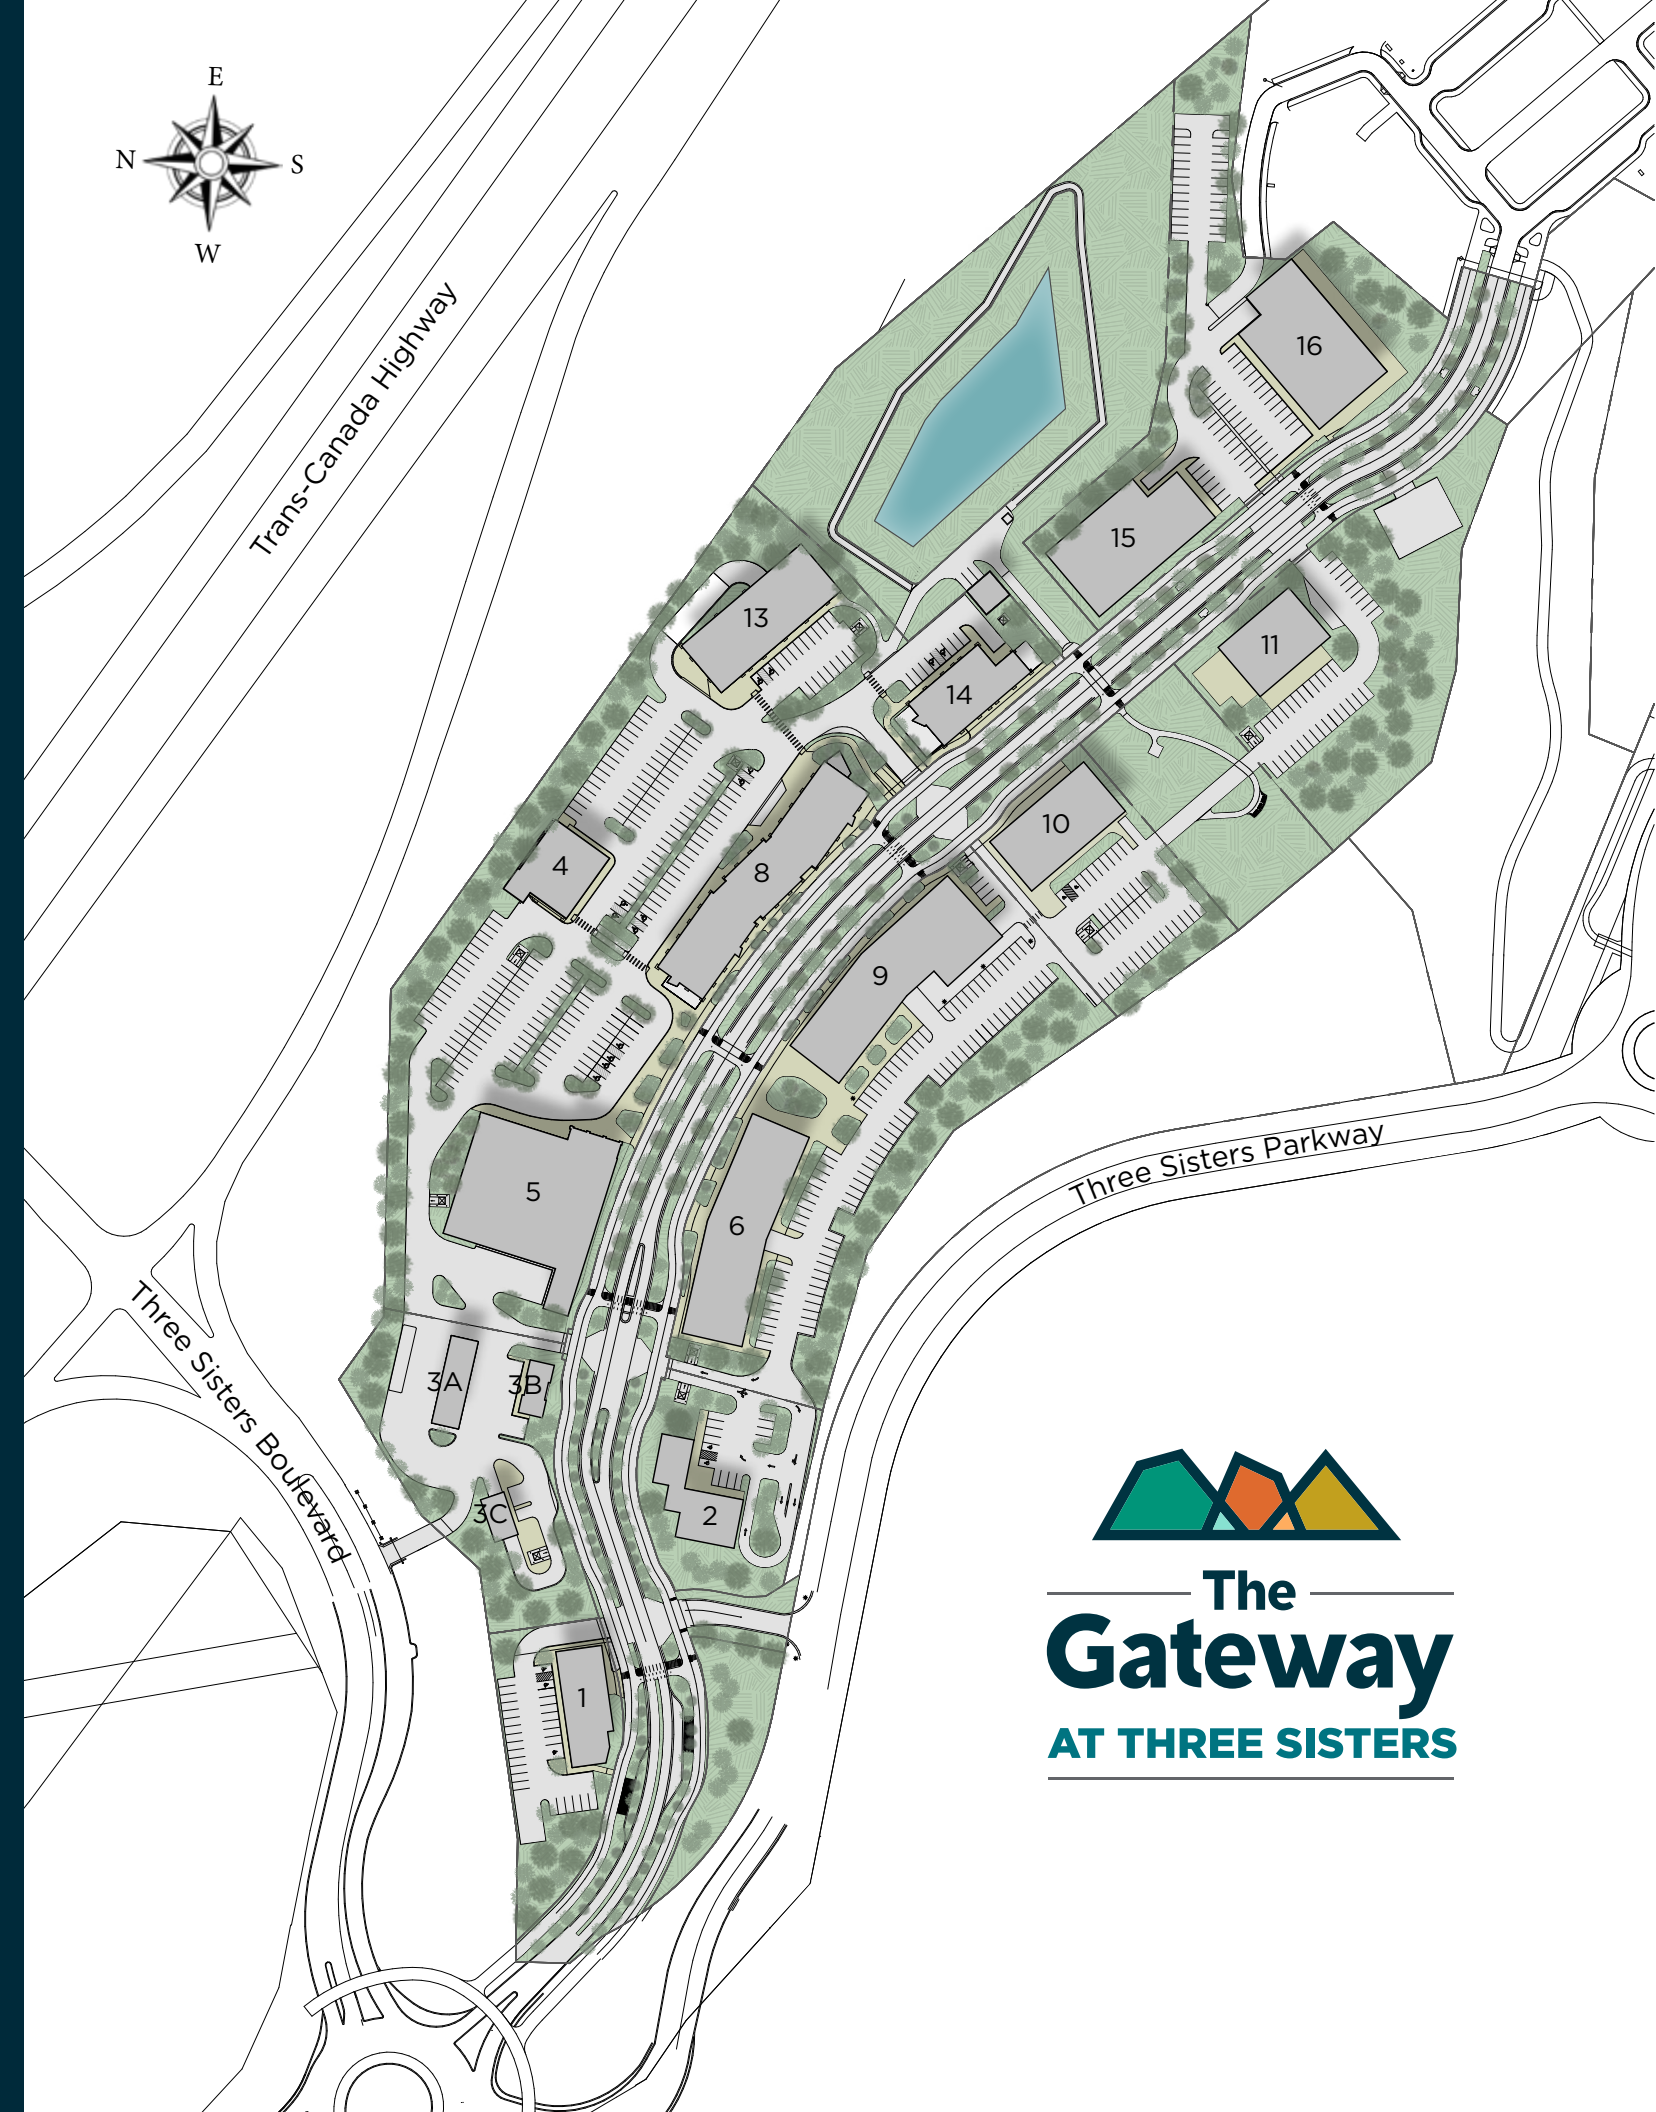 E
N
S
W
Trans-Canada Highway
16
15
13
11
14
10
4
8
9
5
6
Three Sisters Parkway
Three Sisters Boulevard
3A
3B
3C
2
1
The
Gateway
AT THREE SISTERS